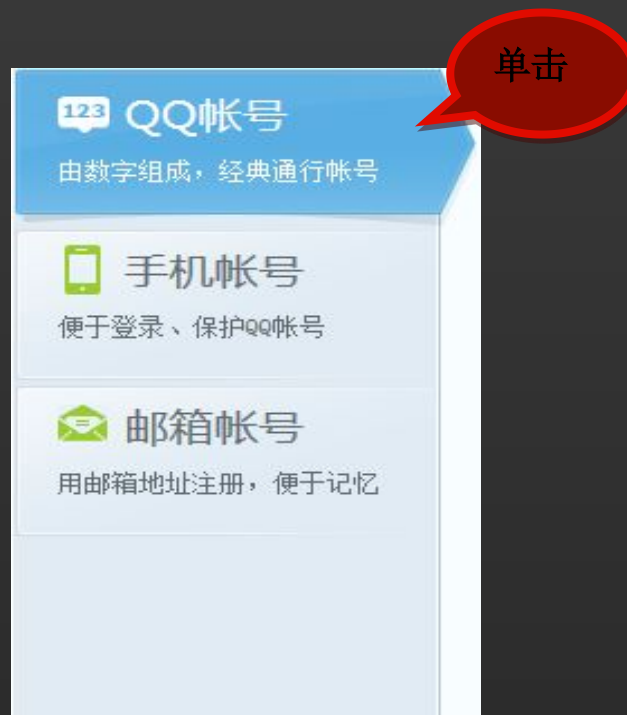 单击
123 QQ帐号
由数字组成，经典通行帐号
手机帐号
便于登录、保护QQ帐号
邮箱帐号
用邮箱地址注册，便于记忆